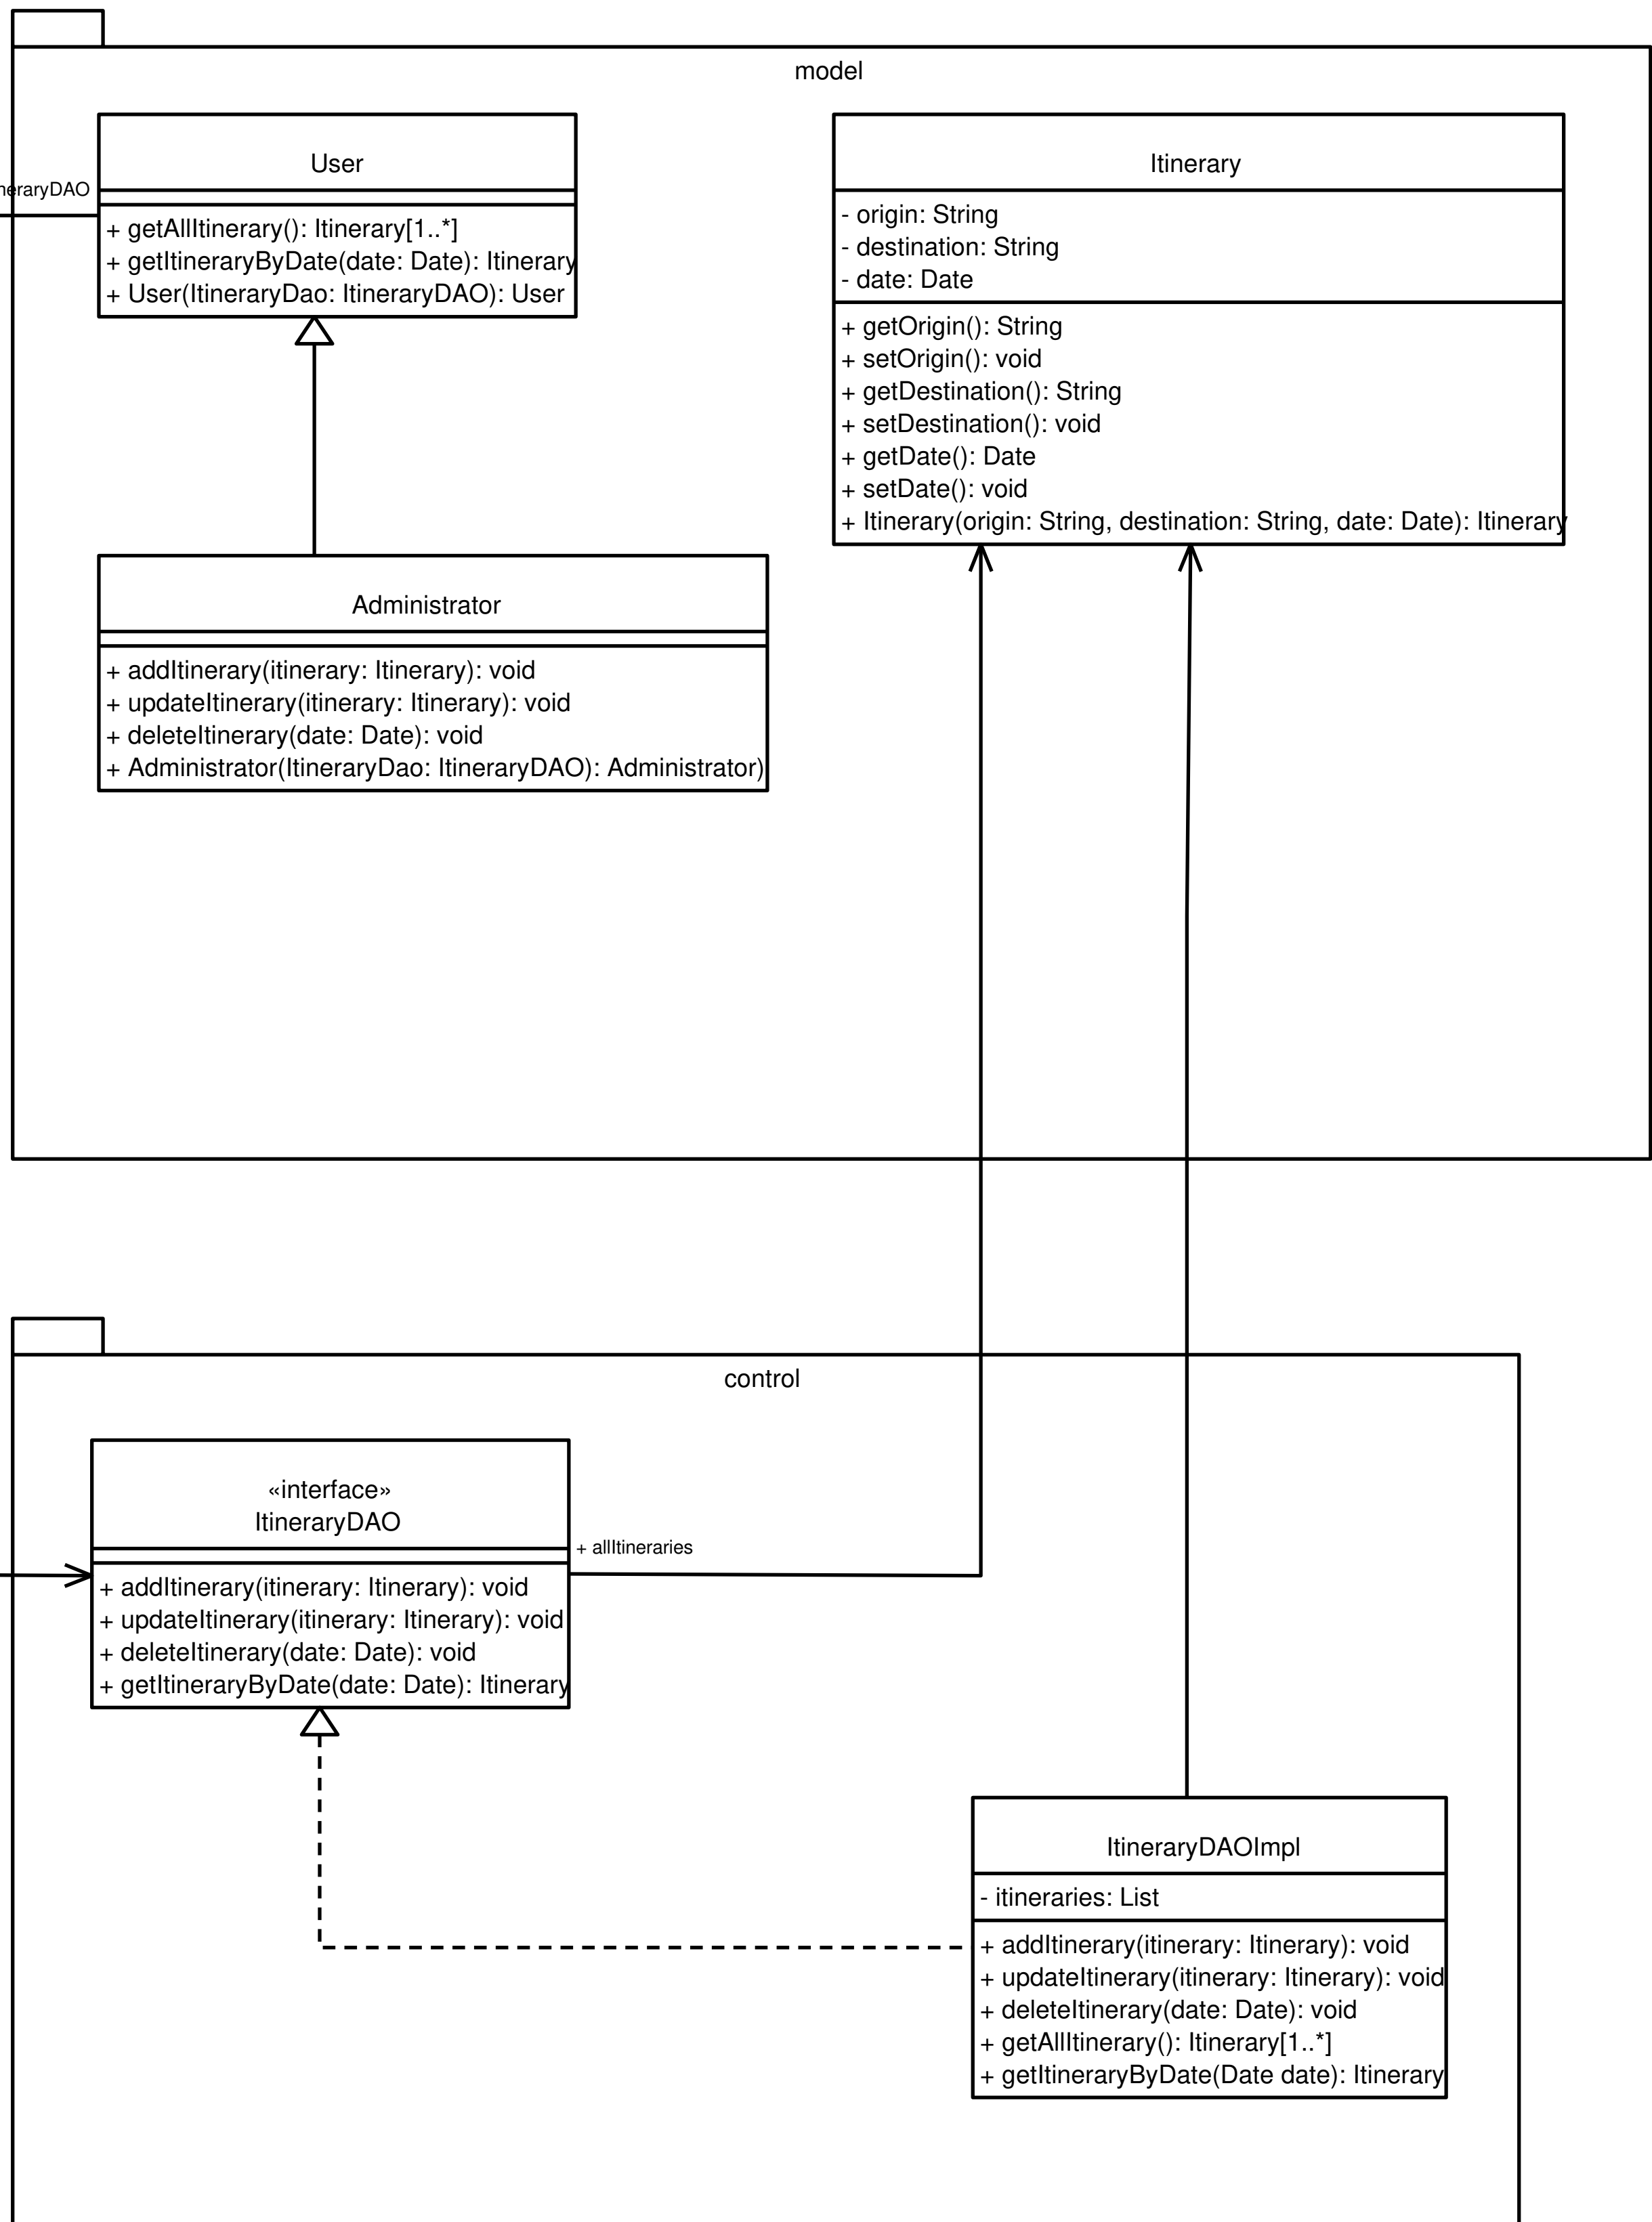 model
User
neraryDAO
+ getAllItinerary(): Itinerary[1..*]
+ getItineraryByDate(date: Date): Itinerary
+ User(ItineraryDao: ItineraryDAO): User
Itinerary
- origin: String
- destination: String
- date: Date
+ getOrigin(): String
+ setOrigin(): void
+ getDestination(): String
+ setDestination(): void
+ getDate(): Date
+ setDate(): void
+ Itinerary(origin: String, destination: String, date: Date): Itinerary
Administrator
+ addItinerary(itinerary: Itinerary): void
+ updateItinerary(itinerary: Itinerary): void
+ deleteItinerary(date: Date): void
+ Administrator(ItineraryDao: ItineraryDAO): Administrator)
control
«interface»
ItineraryDAO
+ allItineraries
+ addItinerary(itinerary: Itinerary): void
+ updateItinerary(itinerary: Itinerary): void
+ deleteItinerary(date: Date): void
+ getItineraryByDate(date: Date): Itinerary
ItineraryDAOImpl
- itineraries: List
+ addItinerary(itinerary: Itinerary): void
+ updateItinerary(itinerary: Itinerary): void
+ deleteItinerary(date: Date): void
+ getAllItinerary(): Itinerary[1..*]
+ getItineraryByDate(Date date): Itinerary